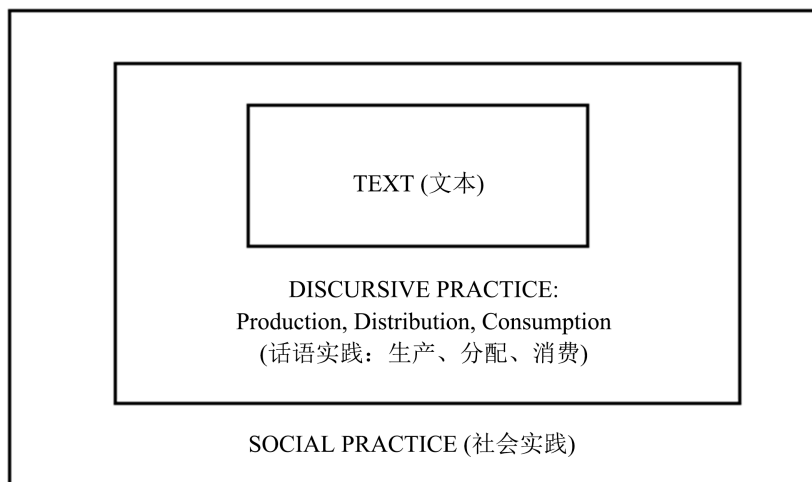 TEXT (文本)
DISCURSIVE PRACTICE:
Production, Distribution, Consumption
(话语实践：生产、分配、消费)
SOCIAL PRACTICE (社会实践)